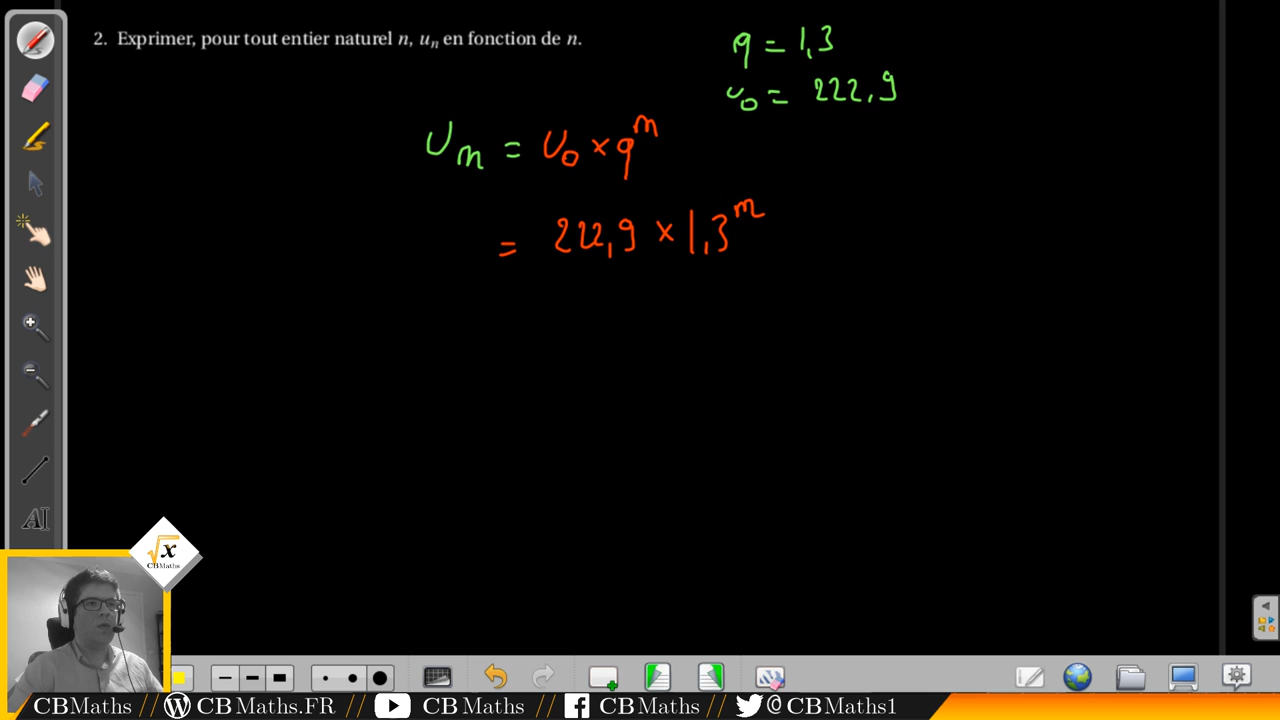 2. Exprimer, pour tout entier naturel n, uₙ en fonction de n.
q = 1,3
u₀ = 222,9
Uₙ = U₀ × qⁿ
= 222,9 × 1,3ⁿ
AI
√x
CBMaths
CBMaths // CBMaths.FR // CBMaths // CBMaths // @CBMaths1